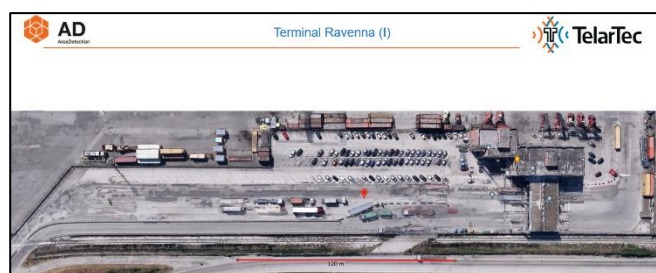 AD
AreaDetection
Terminal Ravenna (I)
TelarTec
120 m